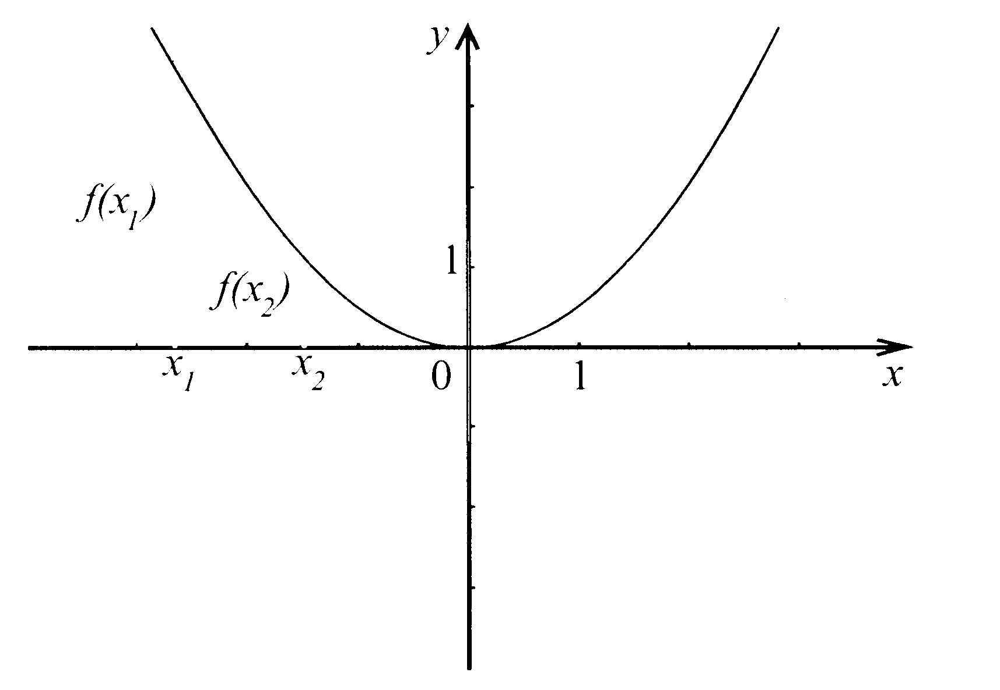 y
f(x₁)
1
f(x₂)
x₁ x₂ 0 1 x